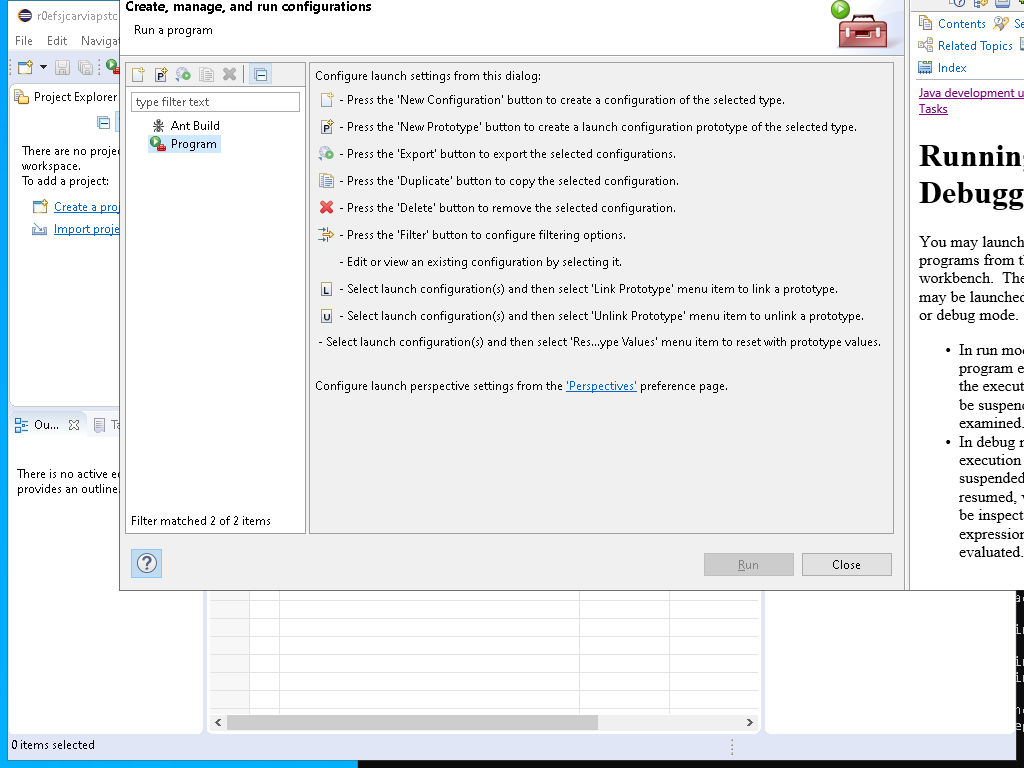 r0efsjcarviapstc
File Edit
Project Explorer
There are no
workspace.
To add a project:
Create a
Import
Ou...
There is no active
provides an outline.
Create, manage, and run configurations
Run a program
type filter text
Ant Build
Program
Filter matched 2 of 2 items
Configure launch settings from this dialog:
- Press the 'New Configuration' button to create a configuration of the selected type.
- Press the 'New Prototype' button to create a launch configuration prototype of the selected type.
- Press the 'Export' button to export the selected configurations.
- Press the 'Duplicate' button to copy the selected configuration.
- Press the 'Delete' button to remove the selected configuration.
- Press the 'Filter' button to configure filtering options.
- Edit or view an existing configuration by selecting it.
L - Select launch configuration(s) and then select 'Link Prototype' menu item to link a prototype.
U - Select launch configuration(s) and then select 'Unlink Prototype' menu item to unlink a prototype.
- Select launch configuration(s) and then select 'Res...ype Values' menu item to reset with prototype values.
Configure launch perspective settings from the 'Perspectives' preference page.
?
Run Close
Contents
Related Topics
Index
Java development
Tasks
Running
Debugg
You may launch
programs from
workbench. The
may be launched
or debug mode.
• In run
program
the
be
examined.
• In debug
execution
suspended
resumed,
be
evaluated.
0 items selected